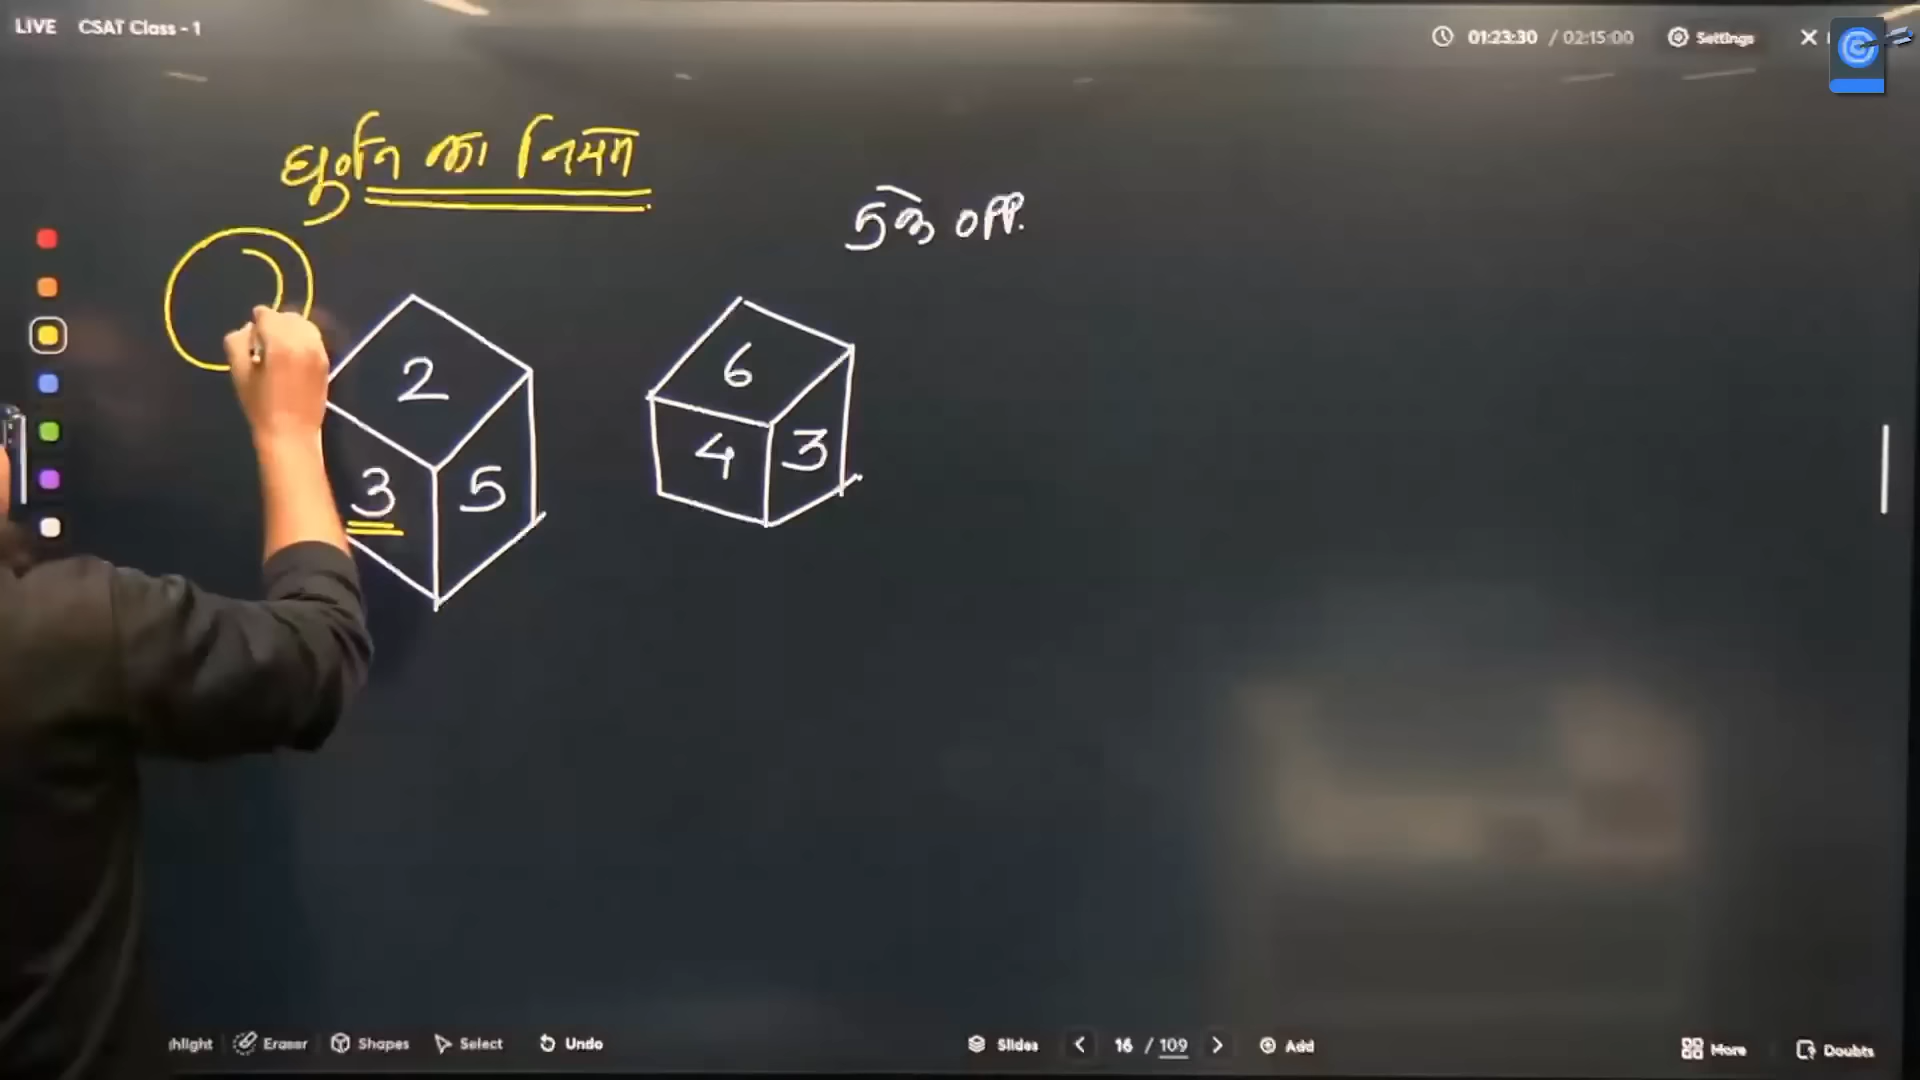 LIVE CSAT Class - 1
01:23:30 / 02:15:00 Settings
घूर्णन का नियम
5 के opp.
2
3 5
6
4 3
hlight Eraser Shapes Select Undo Slides 16 / 109 Add More Doubts